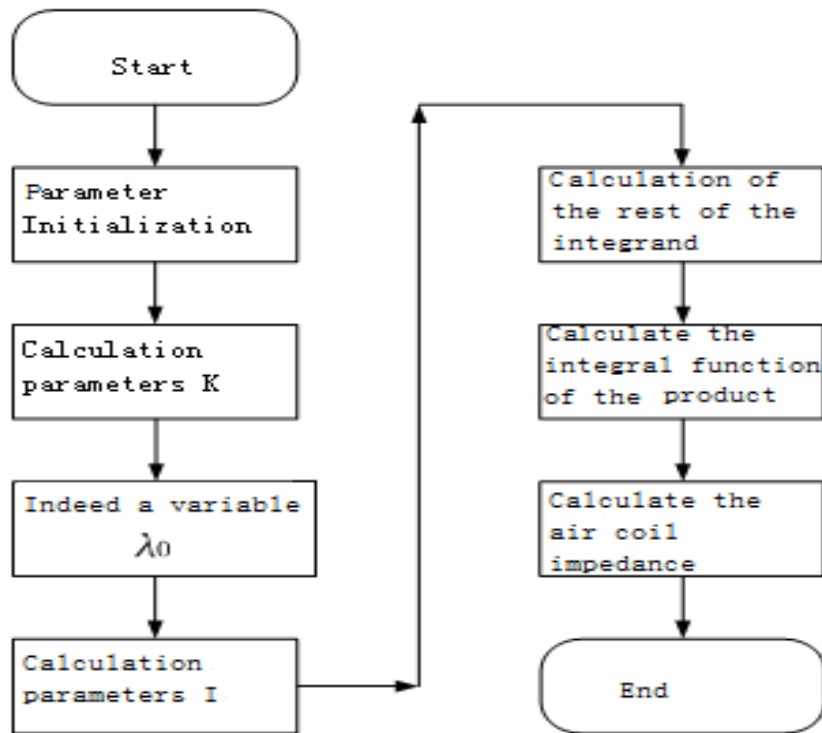 Start
Parameter
Initialization
Calculation
parameters K
Indeed a variable
λ0
Calculation
parameters I
Calculation of
the rest of the
integrand
Calculate the
integral function
of the product
Calculate the
air coil
impedance
End